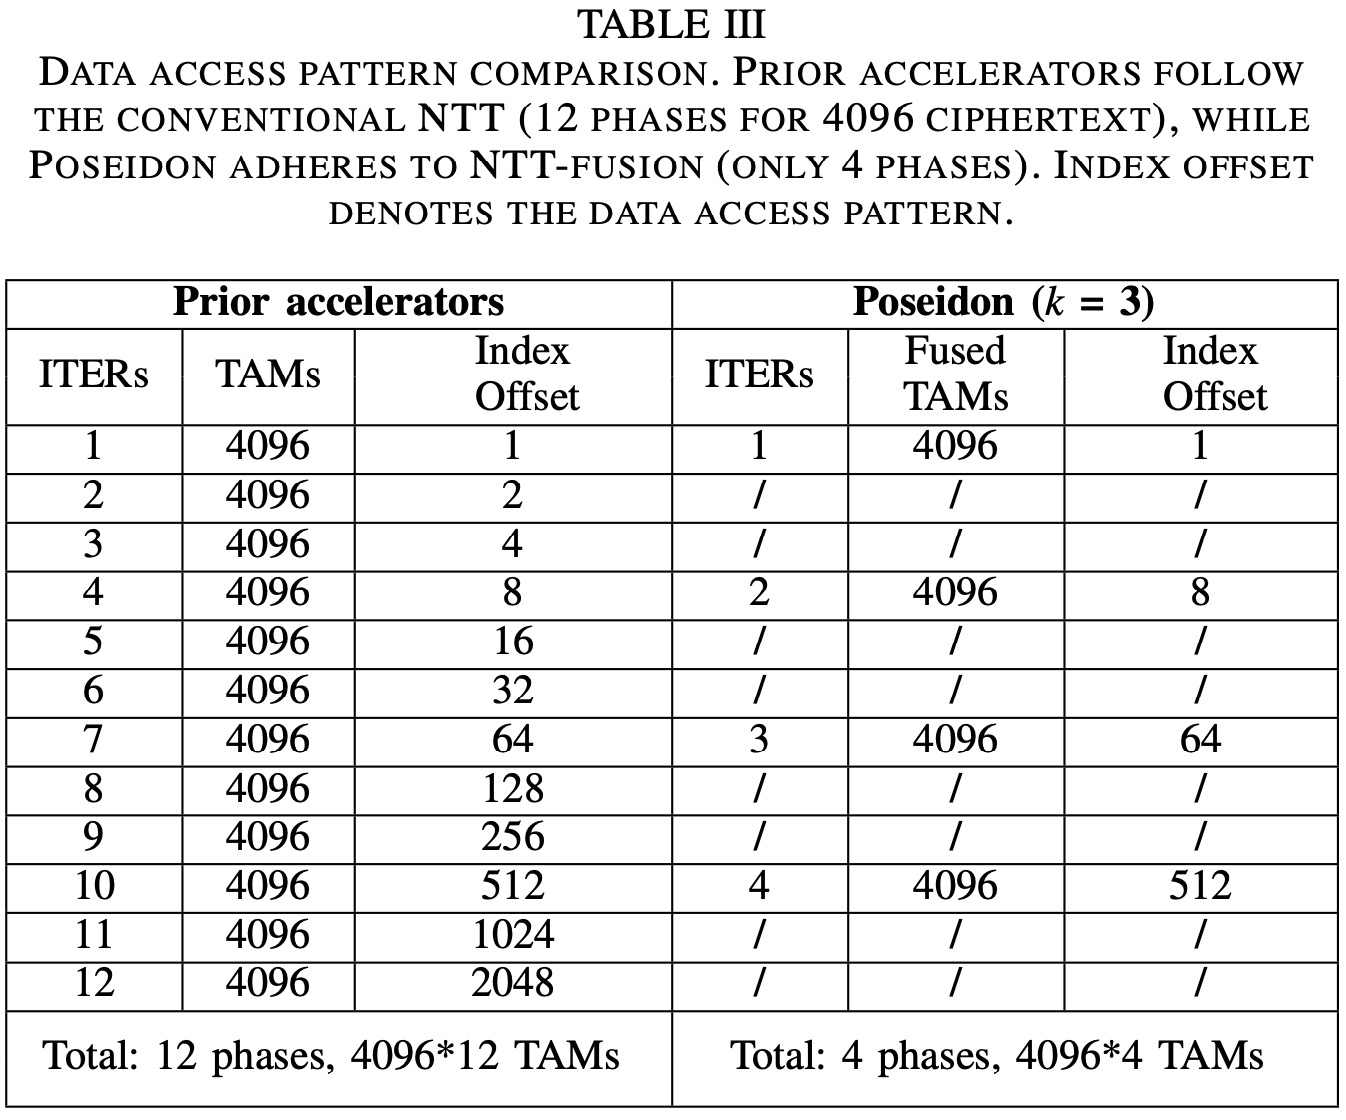 TABLE III
DATA ACCESS PATTERN COMPARISON. PRIOR ACCELERATORS FOLLOW
THE CONVENTIONAL NTT (12 PHASES FOR 4096 CIPHERTEXT), WHILE
POSEIDON ADHERES TO NTT-FUSION (ONLY 4 PHASES). INDEX OFFSET
DENOTES THE DATA ACCESS PATTERN.
Prior accelerators Poseidon (k = 3)
ITERs TAMs Index Offset ITERs Fused TAMs Index Offset
1 4096 1 1 4096 1
2 4096 2 / / /
3 4096 4 / / /
4 4096 8 2 4096 8
5 4096 16 / / /
6 4096 32 / / /
7 4096 64 3 4096 64
8 4096 128 / / /
9 4096 256 / / /
10 4096 512 4 4096 512
11 4096 1024 / / /
12 4096 2048 / / /
Total: 12 phases, 4096*12 TAMs Total: 4 phases, 4096*4 TAMs